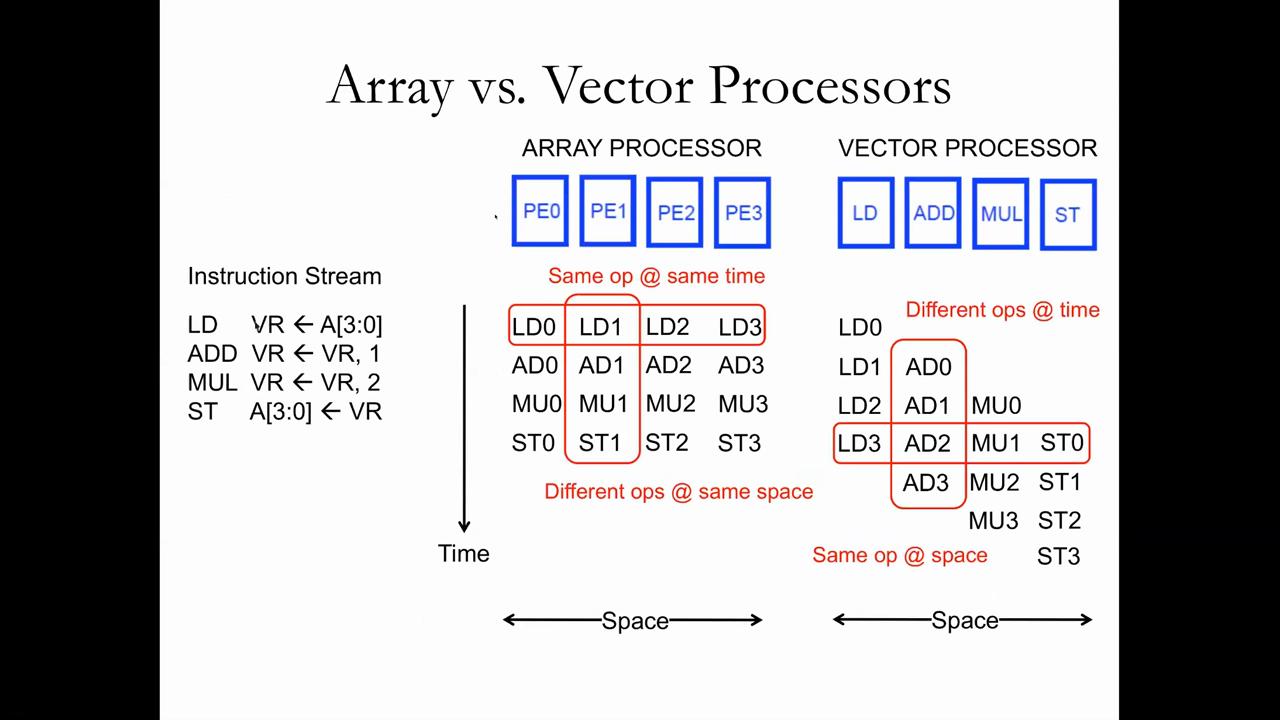 Array vs. Vector Processors
ARRAY PROCESSOR
VECTOR PROCESSOR
PE0 PE1 PE2 PE3
LD ADD MUL ST
Instruction Stream
LD VR ← A[3:0]
ADD VR ← VR, 1
MUL VR ← VR, 2
ST A[3:0] ← VR
Time
Same op @ same time
LD0 LD1 LD2 LD3
AD0 AD1 AD2 AD3
MU0 MU1 MU2 MU3
ST0 ST1 ST2 ST3
Different ops @ same space
Space
Different ops @ time
LD0
LD1 AD0
LD2 AD1 MU0
LD3 AD2 MU1 ST0
AD3 MU2 ST1
MU3 ST2
Same op @ space
ST3
Space